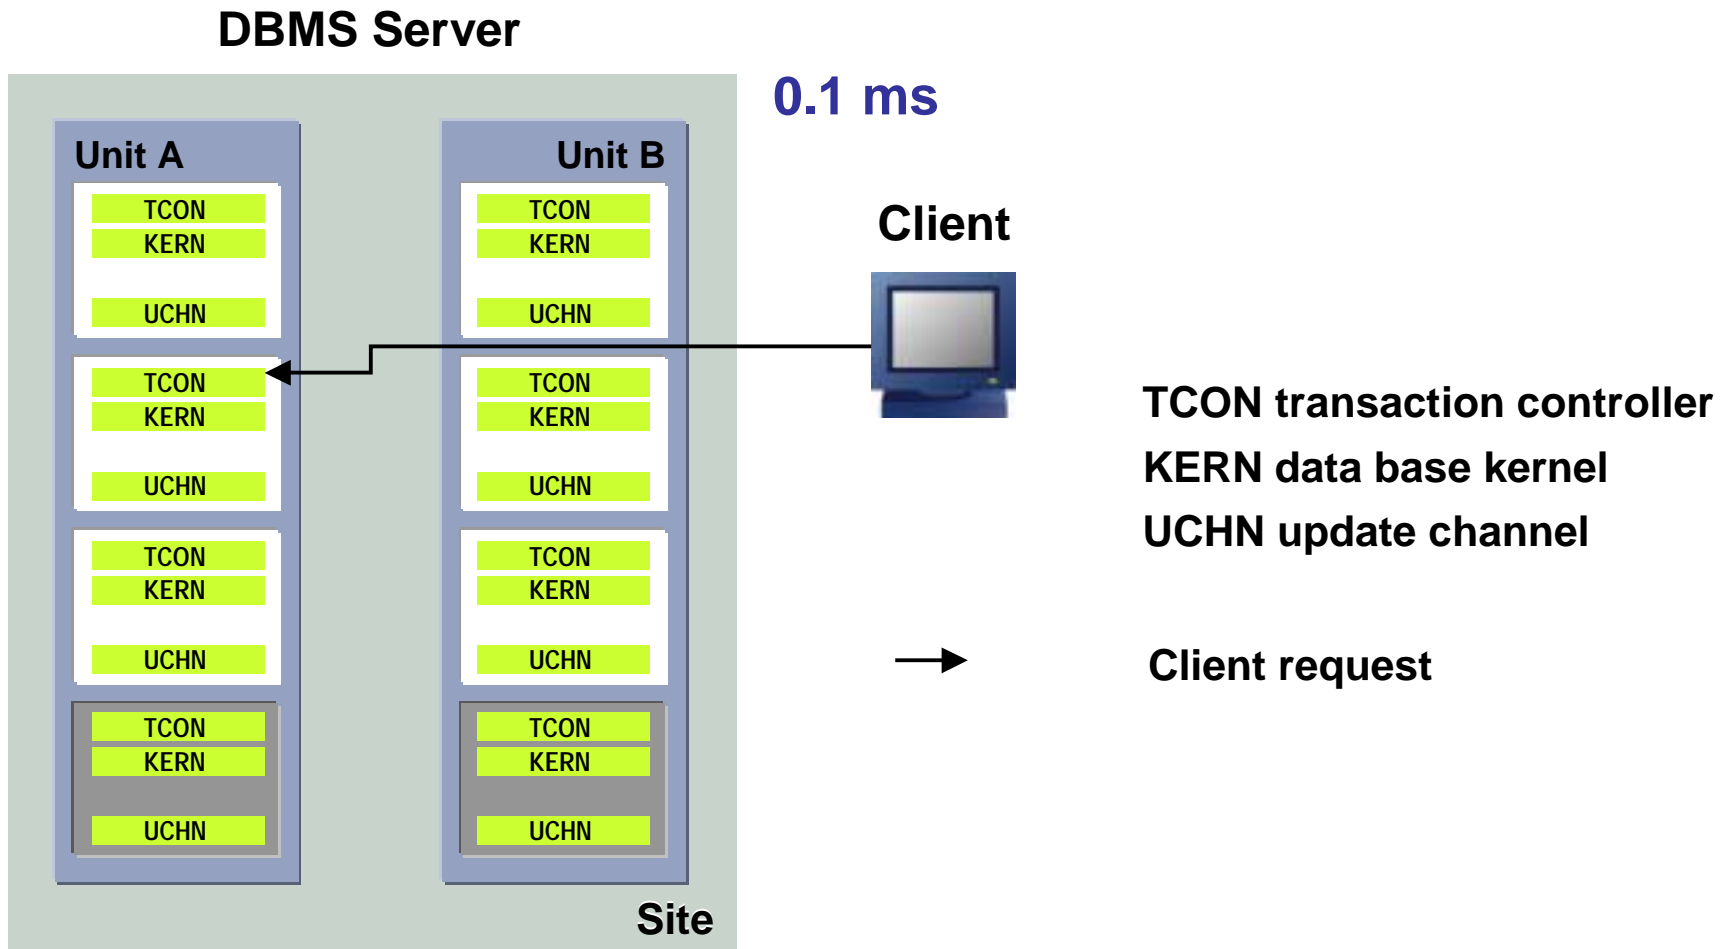 DBMS Server
0.1 ms
Unit A
Unit B
TCON
KERN
UCHN
TCON
KERN
UCHN
TCON
KERN
UCHN
TCON
KERN
UCHN
TCON
KERN
UCHN
TCON
KERN
UCHN
TCON
KERN
UCHN
TCON
KERN
UCHN
Site
Client
TCON transaction controller
KERN data base kernel
UCHN update channel
Client request